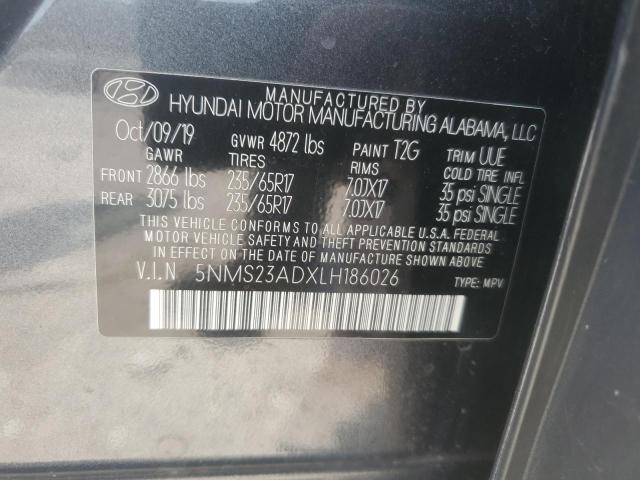 MANUFACTURED BY
HYUNDAI MOTOR MANUFACTURING ALABAMA, LLC
Oct/09/19 GVWR 4872 lbs PAINT T2G TRIM UUE
GAWR TIRES RIMS COLD TIRE INFL
FRONT 2866 lbs 235/65R17 7.0JX17 35 psi SINGLE
REAR 3075 lbs 235/65R17 7.0JX17 35 psi SINGLE
THIS VEHICLE CONFORMS TO ALL APPLICABLE U.S.A. FEDERAL
MOTOR VEHICLE SAFETY AND THEFT PREVENTION STANDARDS
IN EFFECT ON THE DATE OF MANUFACTURE SHOWN ABOVE.
V.I.N 5NMS23ADXLH186026 TYPE: MPV